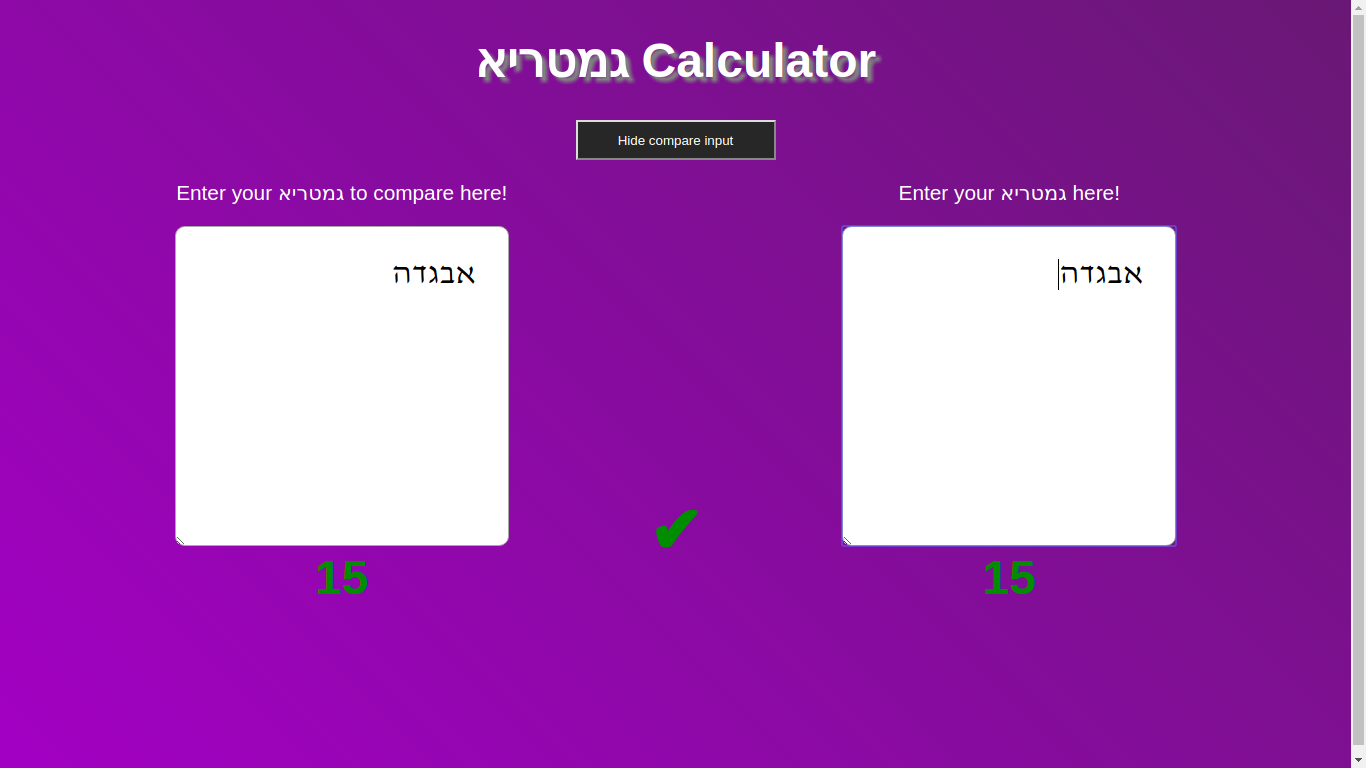 גמטריא Calculator
Hide compare input
Enter your גמטריא to compare here!
Enter your גמטריא here!
אבגדה
אבגדה
✔
15
15